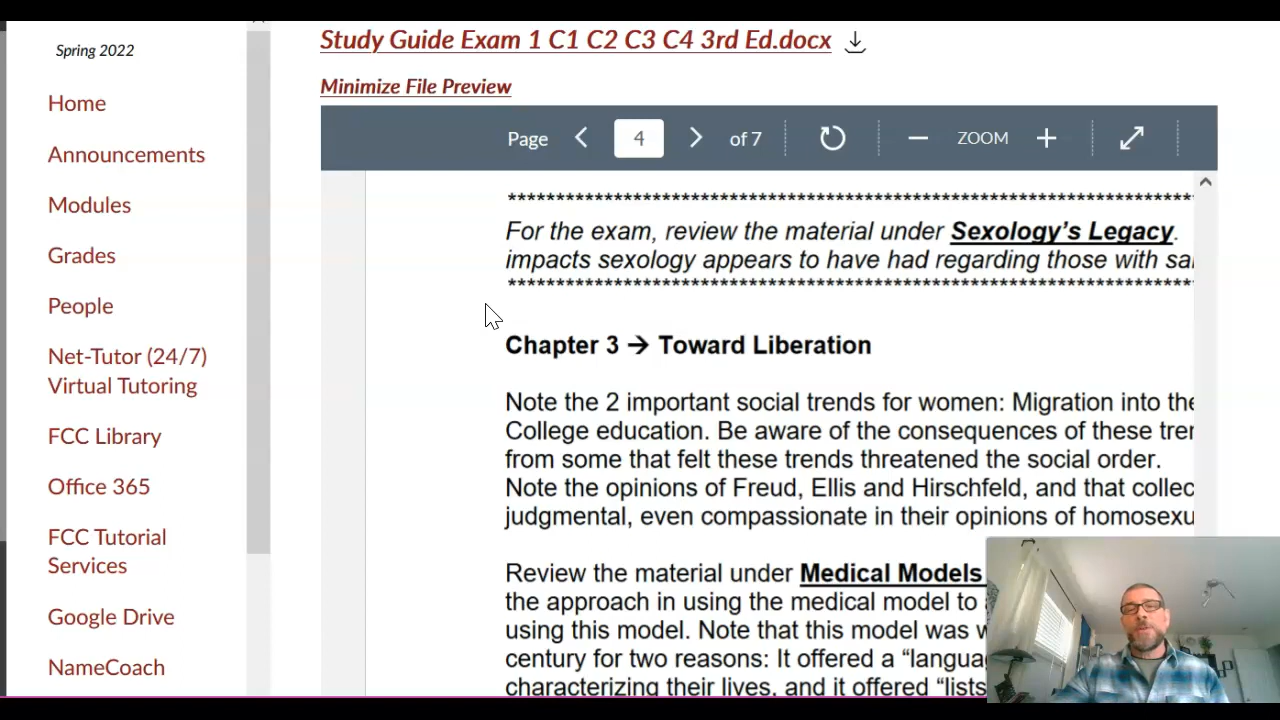 Spring 2022
Home
Announcements
Modules
Grades
People
Net-Tutor (24/7)
Virtual Tutoring
FCC Library
Office 365
FCC Tutorial
Services
Google Drive
NameCoach
Study Guide Exam 1 C1 C2 C3 C4 3rd Ed.docx
Minimize File Preview
Page 4 of 7 ZOOM
********************************************************************************
For the exam, review the material under Sexology's Legacy.
impacts sexology appears to have had regarding those with
********************************************************************************
Chapter 3 → Toward Liberation
Note the 2 important social trends for women: Migration into the
College education. Be aware of the consequences of these
from some that felt these trends threatened the social order.
Note the opinions of Freud, Ellis and Hirschfeld, and that
judgmental, even compassionate in their opinions of
Review the material under Medical Models
the approach in using the medical model to
using this model. Note that this model was
century for two reasons: It offered a
characterizing their lives, and it offered "lists